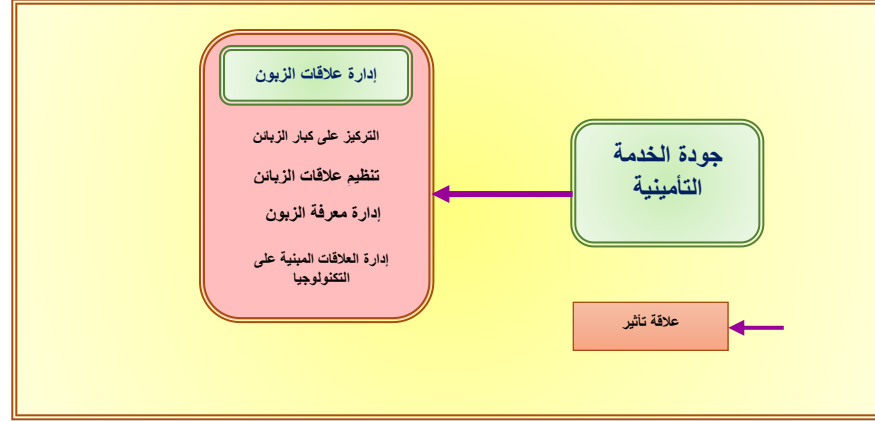 جودة الخدمة
التأمينية
إدارة علاقات الزبون
التركيز على كبار الزبائن
تنظيم علاقات الزبائن
إدارة معرفة الزبون
إدارة العلاقات المبنية على
التكنولوجيا
علاقة تأثير